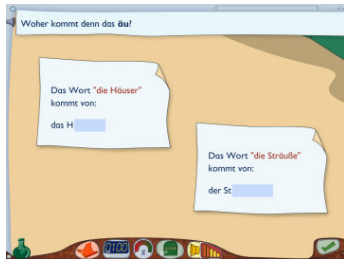 Woher kommt denn das äu?
Das Wort "die Häuser"
kommt von:
das H
Das Wort "die Sträuße"
kommt von:
der St